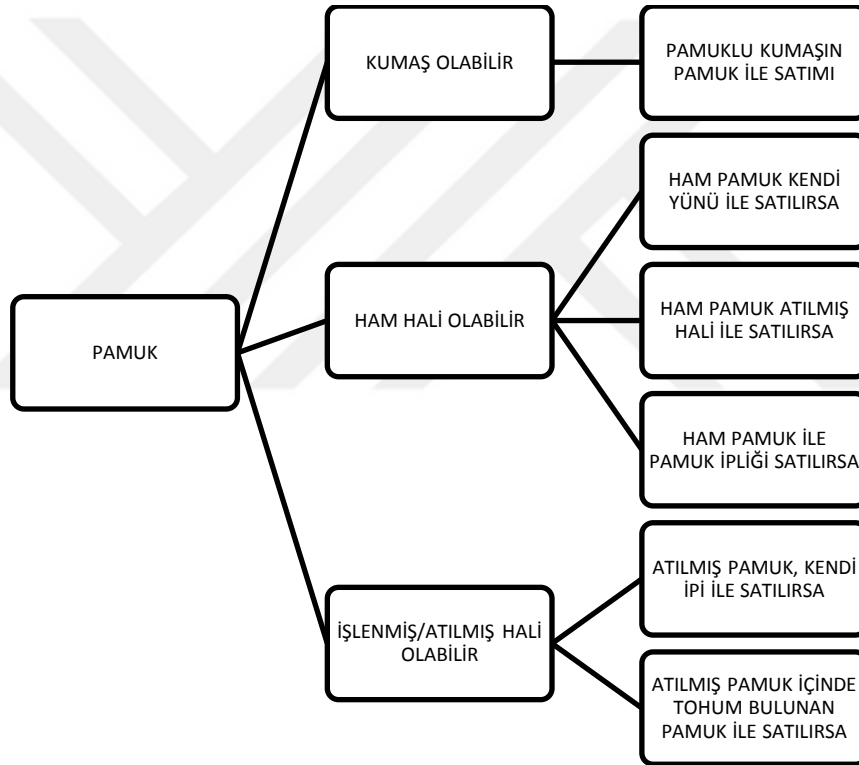 PAMUK
KUMAŞ OLABİLİR
PAMUKLU KUMAŞIN
PAMUK İLE SATIMI
HAM HALİ OLABİLİR
HAM PAMUK KENDİ
YÜNÜ İLE SATILIRSA
HAM PAMUK ATILMIŞ
HALİ İLE SATILIRSA
HAM PAMUK İLE
PAMUK İPLİĞİ SATILIRSA
İŞLENMİŞ/ATILMIŞ HALİ
OLABİLİR
ATILMIŞ PAMUK, KENDİ
İPİ İLE SATILIRSA
ATILMIŞ PAMUK İÇİNDE
TOHUM BULUNAN
PAMUK İLE SATILIRSA